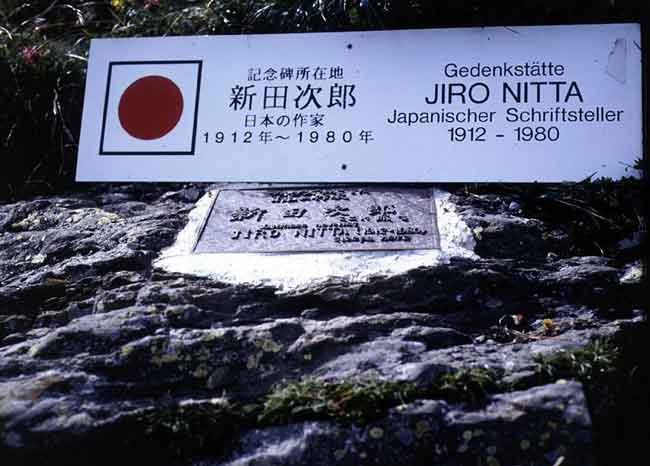 記念碑所在地
新田次郎
日本の作家
1912年～1980年
Gedenkstätte
JIRO NITTA
Japanischer Schriftsteller
1912 - 1980
新田次郎
JIRO NITTA 1912-1980